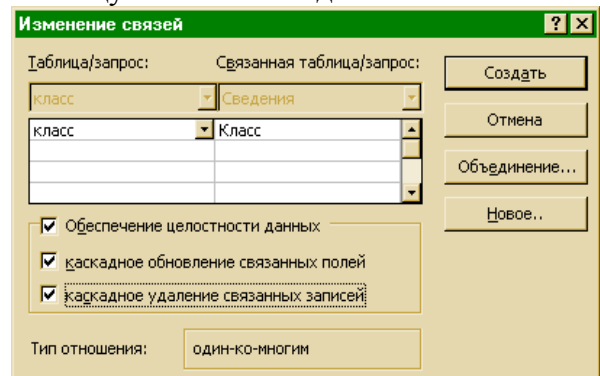 Изменение связей
Таблица/запрос: Связанная таблица/запрос:
класс Сведения
класс Класс
Обеспечение целостности данных
каскадное обновление связанных полей
каскадное удаление связанных записей
Тип отношения: один-ко-многим
Создать
Отмена
Объединение...
Новое..